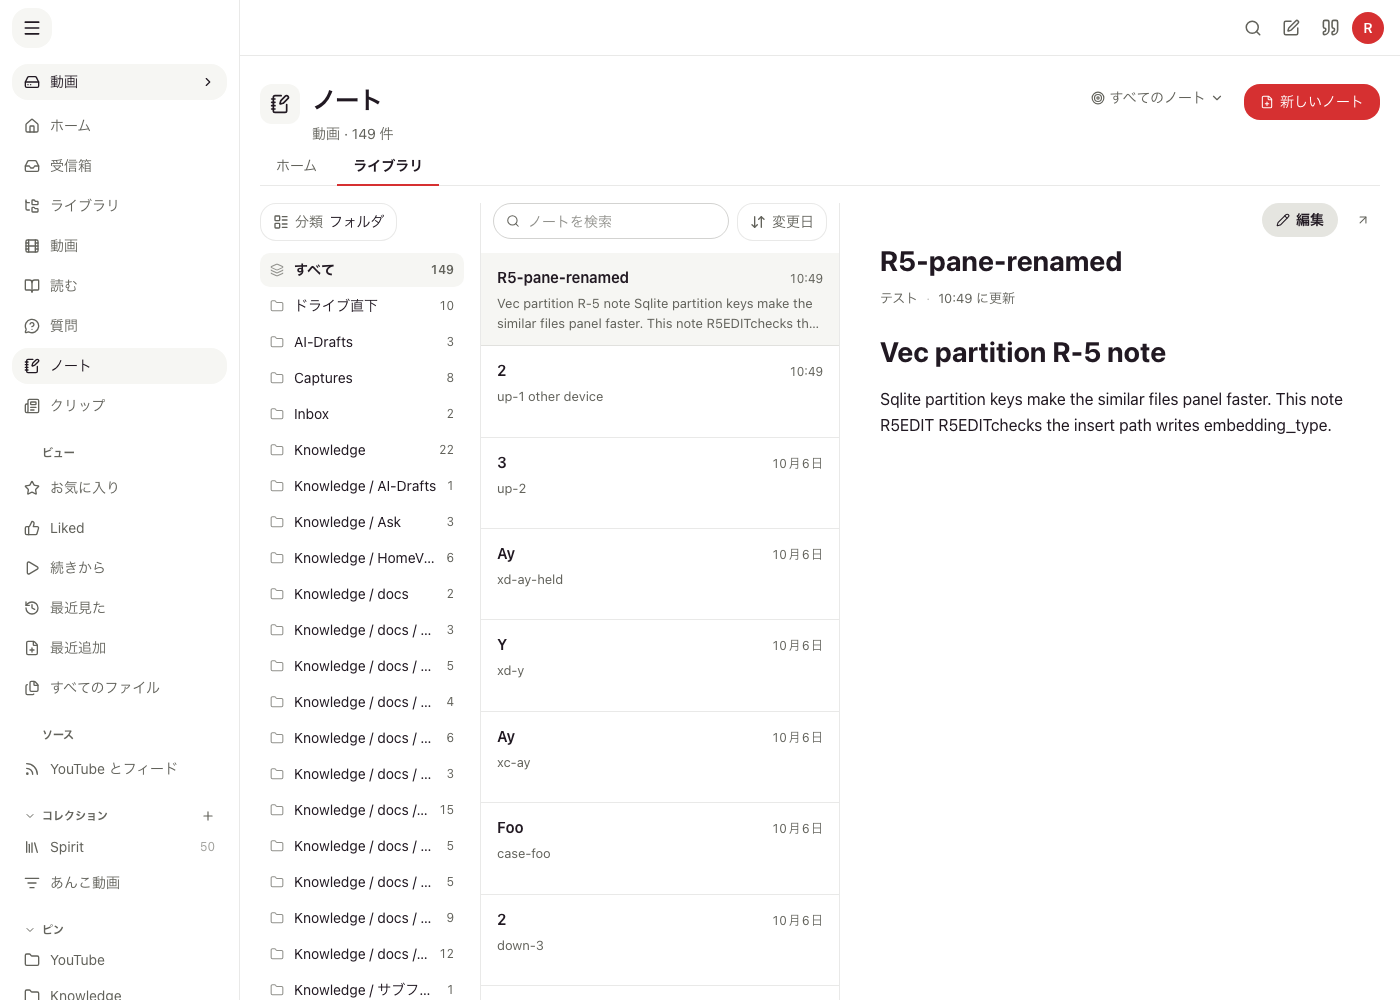 動画
ホーム
受信箱
ライブラリ
動画
読む
質問
ノート
クリップ
ビュー
お気に入り
Liked
続きから
最近見た
最近追加
すべてのファイル
ソース
YouTube とフィード
コレクション
Spirit 50
あんこ動画
ピン
YouTube
Knowledge
R
ノート
動画 · 149 件
すべてのノート
新しいノート
ホーム ライブラリ
分類 フォルダ
すべて 149
ドライブ直下 10
AI-Drafts 3
Captures 8
Inbox 2
Knowledge 22
Knowledge / AI-Drafts 1
Knowledge / Ask 3
Knowledge / HomeV... 6
Knowledge / docs 2
Knowledge / docs / ... 3
Knowledge / docs / ... 5
Knowledge / docs / ... 4
Knowledge / docs / ... 6
Knowledge / docs / ... 3
Knowledge / docs /... 15
Knowledge / docs / ... 5
Knowledge / docs / ... 5
Knowledge / docs / ... 9
Knowledge / docs /... 12
Knowledge / サブフ... 1
ノートを検索
変更日
R5-pane-renamed 10:49
Vec partition R-5 note Sqlite partition keys make the
similar files panel faster. This note R5EDITchecks th...
2 10:49
up-1 other device
3 10月6日
up-2
Ay 10月6日
xd-ay-held
Y 10月6日
xd-y
Ay 10月6日
xc-ay
Foo 10月6日
case-foo
2 10月6日
down-3
編集
R5-pane-renamed
テスト · 10:49 に更新
Vec partition R-5 note
Sqlite partition keys make the similar files panel faster. This note
R5EDIT R5EDITchecks the insert path writes embedding_type.